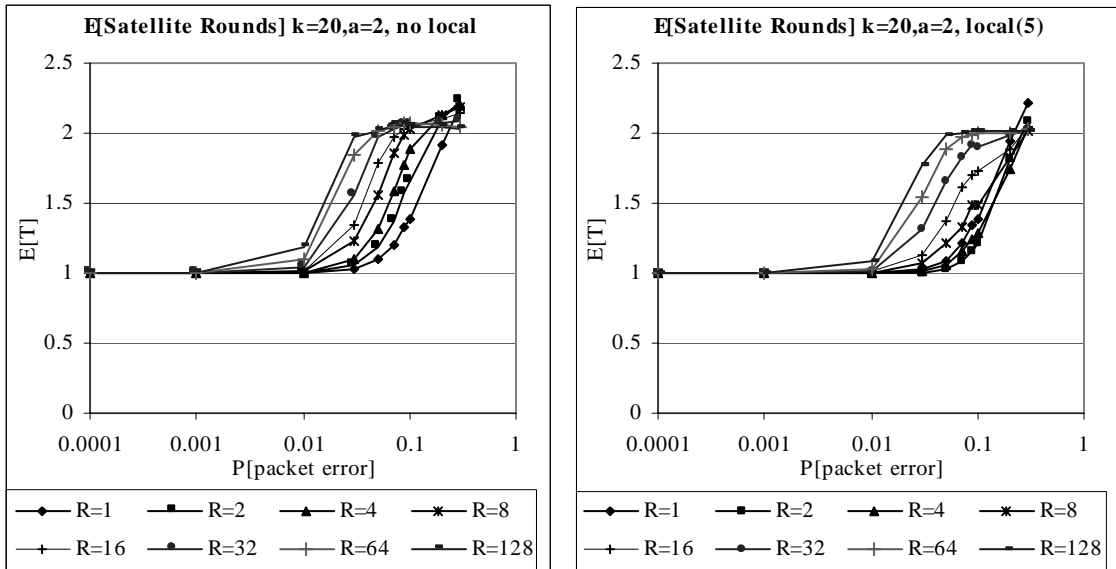 E[Satellite Rounds] k=20,a=2, no local
2.5
2
1.5
1
0.5
0
E[T]
0.0001 0.001 0.01 0.1 1
P[packet error]
R=1 R=2 R=4 R=8
R=16 R=32 R=64 R=128
E[Satellite Rounds] k=20,a=2, local(5)
2.5
2
1.5
1
0.5
0
E[T]
0.0001 0.001 0.01 0.1 1
P[packet error]
R=1 R=2 R=4 R=8
R=16 R=32 R=64 R=128